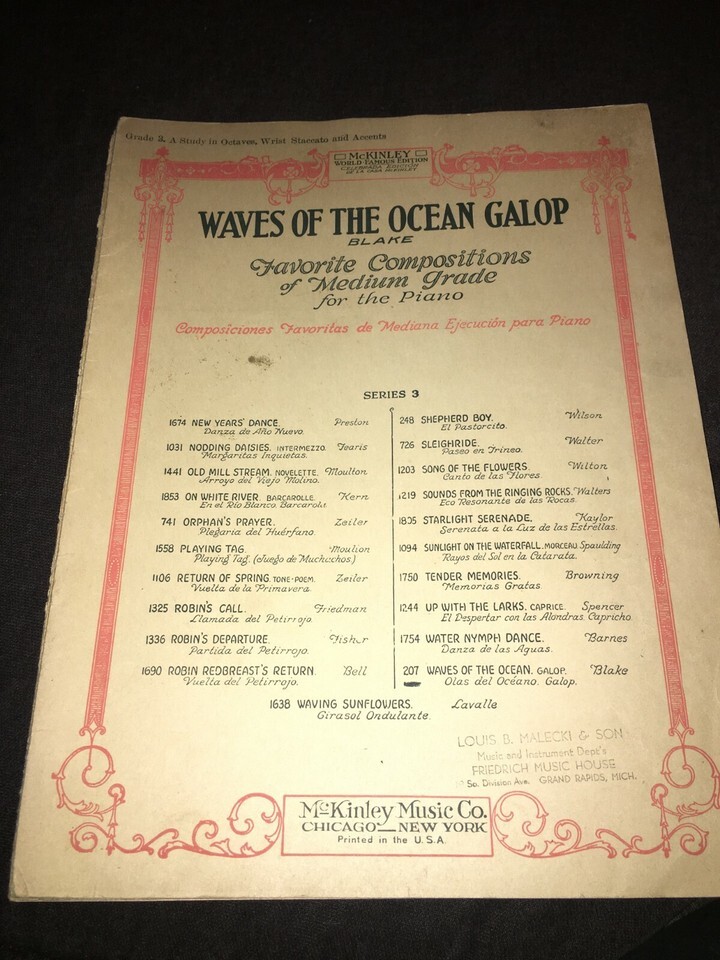 Grade 3. A Study in Octaves, Wrist Staccato and Accents
McKINLEY
WORLD FAMOUS EDITION
CELEBRADA EDICIÓN
DE LA CASA McKINLEY
WAVES OF THE OCEAN GALOP
BLAKE
Favorite Compositions
of Medium Grade
for the Piano
Composiciones Favoritas de Mediana Ejecución para Piano
SERIES 3
1674 NEW YEARS' DANCE. Preston
Danza de Año Nuevo.
1031 NODDING DAISIES. INTERMEZZO. Tearis
Margaritas Inquietas.
1441 OLD MILL STREAM. NOVELETTE. Moulton
Arroyo del Viejo Molino.
1853 ON WHITE RIVER. BARCAROLLE. Kern
En el Río Blanco. Barcarola.
741 ORPHAN'S PRAYER. Zeiler
Plegaria del Huérfano.
1558 PLAYING TAG. Moulton
Playing Tag. (Juego de Muchachos)
1106 RETURN OF SPRING. TONE-POEM. Zeiler
Vuelta de la Primavera.
1325 ROBIN'S CALL. Friedman
Llamada del Petirrojo.
1336 ROBIN'S DEPARTURE. Fisher
Partida del Petirrojo.
1690 ROBIN REDBREAST'S RETURN. Bell
Vuelta del Petirrojo.
248 SHEPHERD BOY. Wilson
El Pastorcito.
726 SLEIGHRIDE. Walter
Paseo en Trineo.
1203 SONG OF THE FLOWERS. Wilton
Canto de las Flores.
1219 SOUNDS FROM THE RINGING ROCKS. Walters
Eco Resonante de las Rocas.
1805 STARLIGHT SERENADE. Kaylor
Serenata a la Luz de las Estrellas.
1094 SUNLIGHT ON THE WATERFALL. MORCEAU Spaulding
Rayos del Sol en la Catarata.
1750 TENDER MEMORIES. Browning
Memorias Gratas.
1244 UP WITH THE LARKS. CAPRICE. Spencer
El Despertar con las Alondras. Capricho.
1754 WATER NYMPH DANCE. Barnes
Danza de las Aguas.
207 WAVES OF THE OCEAN. GALOP. Blake
Olas del Océano. Galop.
1638 WAVING SUNFLOWERS. Lavalle
Girasol Ondulante.
LOUIS B. MALECKI & SON
Music and Instrument Dept's
FRIEDRICH MUSIC HOUSE
So. Division Ave. GRAND RAPIDS, MICH.
McKinley Music Co.
CHICAGO—NEW YORK
Printed in the U.S.A.